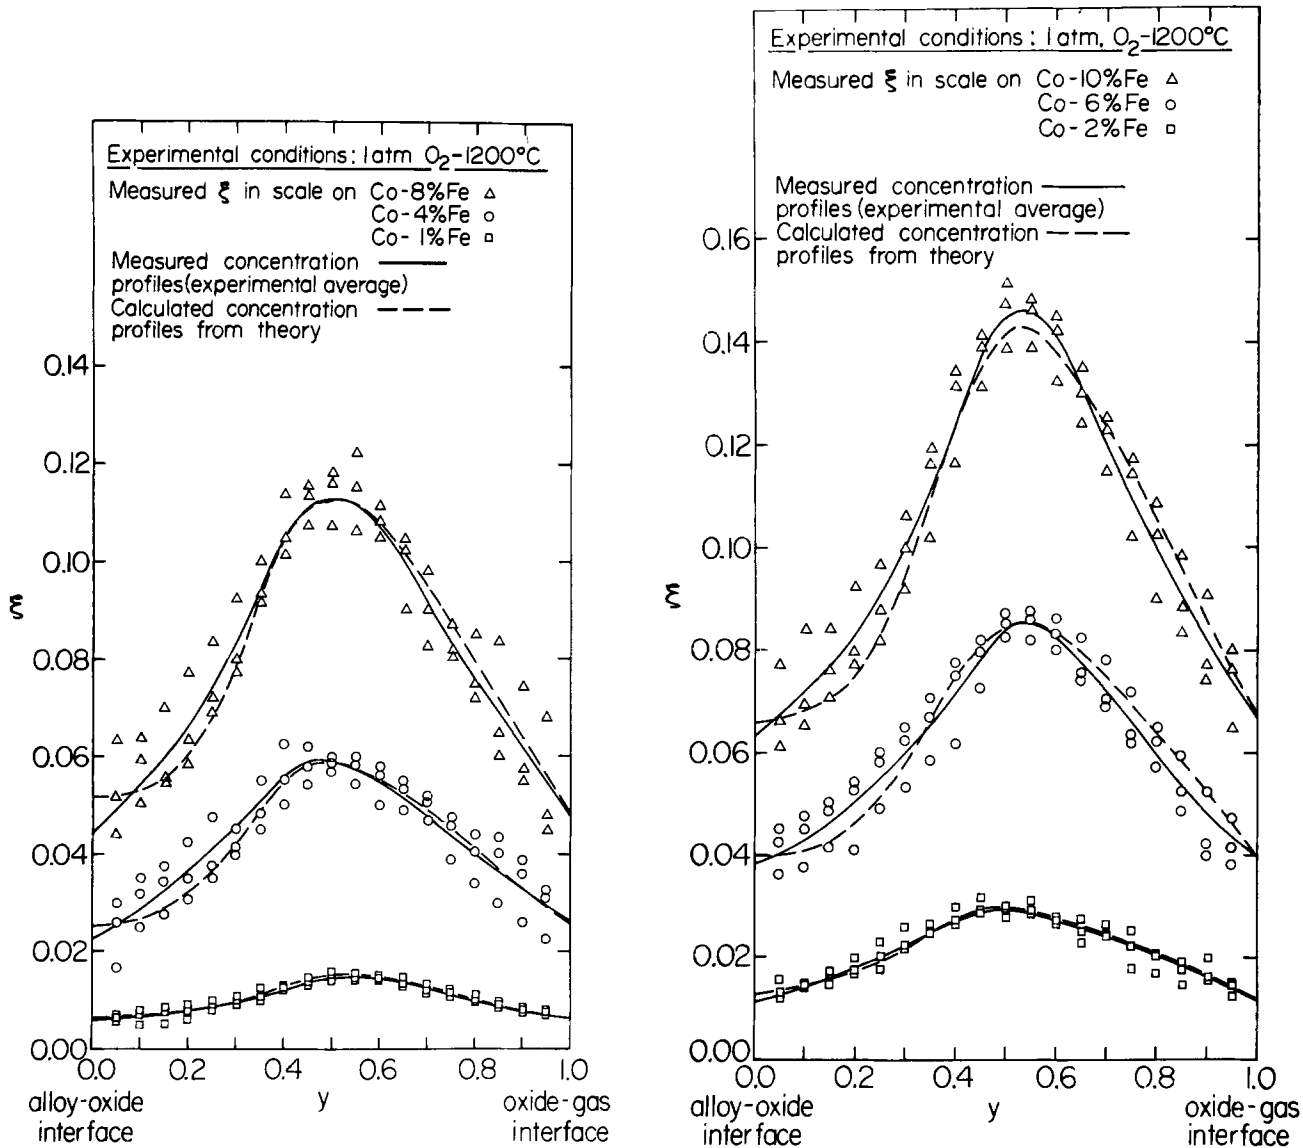 Experimental conditions: 1 atm O2-1200°C
Measured ξ in scale on Co-8%Fe △
Co-4%Fe ○
Co-1%Fe □
Measured concentration
profiles(experimental average)
Calculated concentration
profiles from theory
0.14
0.12
0.10
ξ
0.08
0.06
0.04
0.02
0.00
0.0 0.2 0.4 0.6 0.8 1.0
alloy-oxide y oxide-gas
interface interface
Experimental conditions: 1 atm, O2-1200°C
Measured ξ in scale on Co-10%Fe △
Co-6%Fe ○
Co-2%Fe □
Measured concentration
profiles(experimental average)
Calculated concentration
profiles from theory
0.16
0.14
0.12
0.10
ξ
0.08
0.06
0.04
0.02
0.00
0.0 0.2 0.4 0.6 0.8 1.0
alloy-oxide y oxide-gas
interface interface